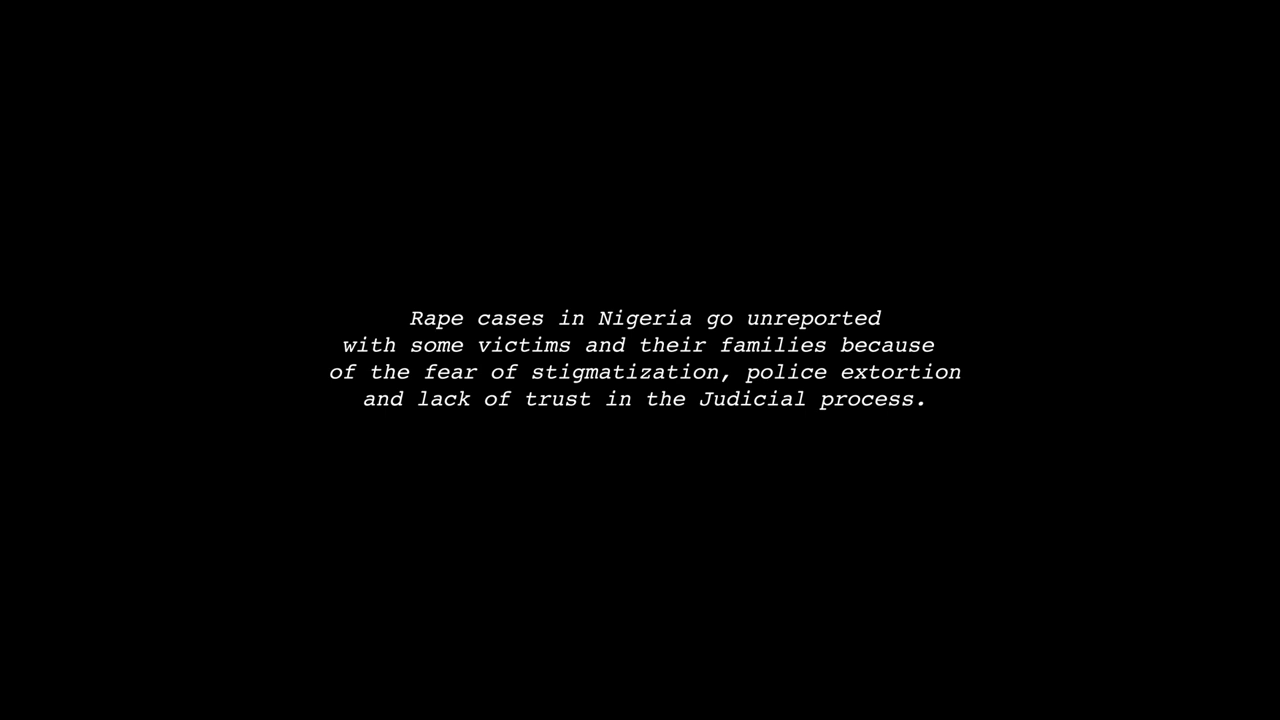 Rape cases in Nigeria go unreported
with some victims and their families because
of the fear of stigmatization, police extortion
and lack of trust in the Judicial process.